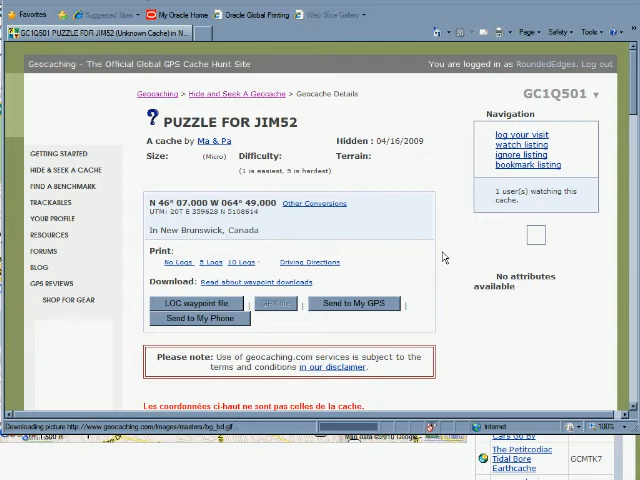 Favorites
Suggested Sites
My Oracle Home
Oracle Global Printing
Web Slice Gallery
GC1Q501 PUZZLE FOR JIM52 (Unknown Cache) in N...
Page
Safety
Tools
Geocaching - The Official Global GPS Cache Hunt Site
You are logged in as RoundedEdges. Log out
Geocaching > Hide and Seek A Geocache > Geocache Details
GC1Q501
? PUZZLE FOR JIM52
Navigation
A cache by Ma & Pa
Hidden : 04/16/2009
Size: (Micro) Difficulty: Terrain:
(1 is easiest, 5 is hardest)
log your visit
watch listing
ignore listing
bookmark listing
1 user(s) watching this
cache.
No attributes
available
GETTING STARTED
HIDE & SEEK A CACHE
FIND A BENCHMARK
TRACKABLES
YOUR PROFILE
RESOURCES
FORUMS
BLOG
GPS REVIEWS
SHOP FOR GEAR
N 46° 07.000 W 064° 49.000 Other Conversions
UTM: 20T E 359628 N 5108614
In New Brunswick, Canada
Print:
No Logs 5 Logs 10 Logs · Driving Directions
Download: Read about waypoint downloads
LOC waypoint file | GPX file | Send to My GPS |
Send to My Phone
Please note: Use of geocaching.com services is subject to the
terms and conditions in our disclaimer.
Les coordonnées ci-haut ne sont pas celles de la cache.
Downloading picture http://www.geocaching.com/images/masters/bg_bd.gif
Internet
100%
Map data ©2010 Google
Cars Go By
The Petitcodiac
Tidal Bore
Earthcache
GCMTK7